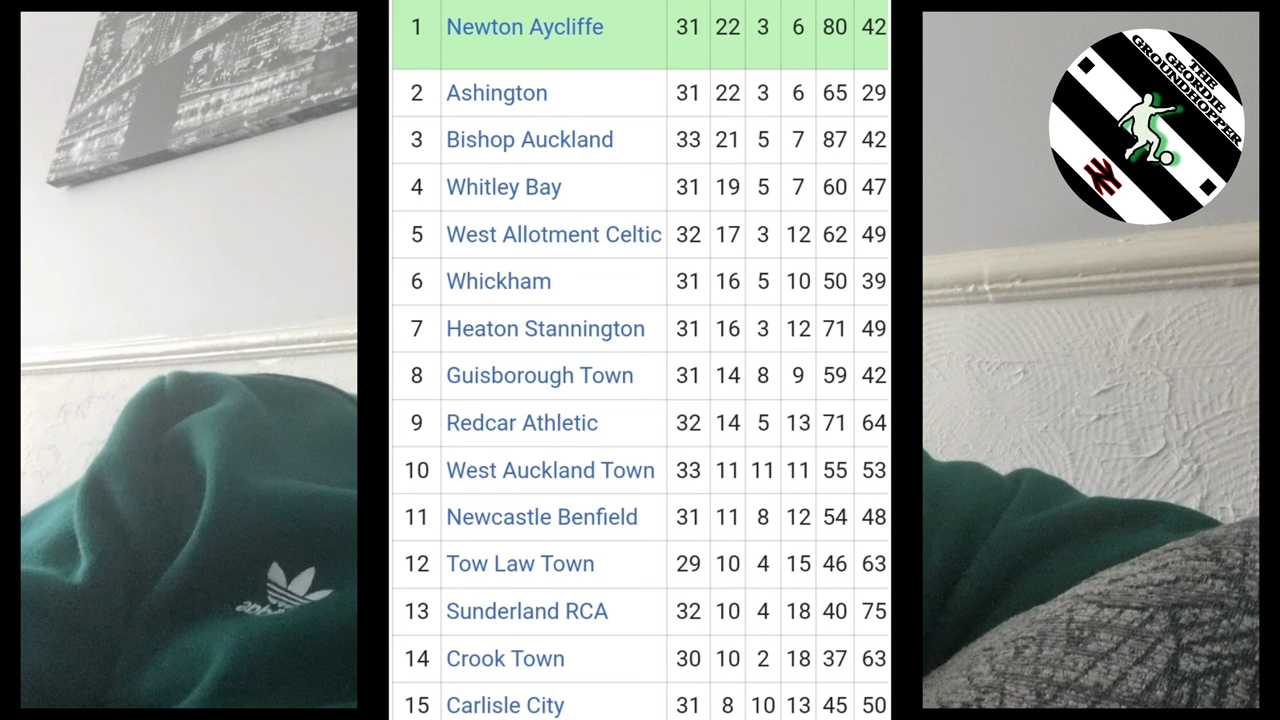 1 Newton Aycliffe 31 22 3 6 80 42
2 Ashington 31 22 3 6 65 29
3 Bishop Auckland 33 21 5 7 87 42
4 Whitley Bay 31 19 5 7 60 47
5 West Allotment Celtic 32 17 3 12 62 49
6 Whickham 31 16 5 10 50 39
7 Heaton Stannington 31 16 3 12 71 49
8 Guisborough Town 31 14 8 9 59 42
9 Redcar Athletic 32 14 5 13 71 64
10 West Auckland Town 33 11 11 11 55 53
11 Newcastle Benfield 31 11 8 12 54 48
12 Tow Law Town 29 10 4 15 46 63
13 Sunderland RCA 32 10 4 18 40 75
14 Crook Town 30 10 2 18 37 63
15 Carlisle City 31 8 10 13 45 50
THE
GEORDIE
GROUNDHOPPER